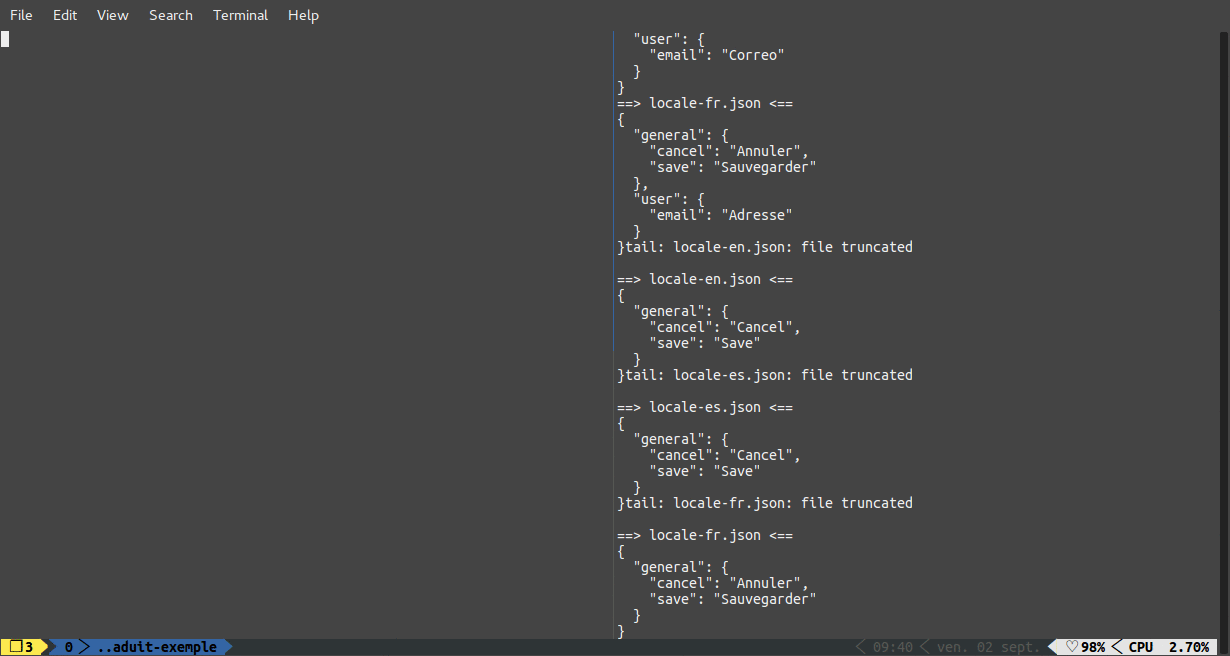 File Edit View Search Terminal Help
"user": {
"email": "Correo"
}
}
==> locale-fr.json <==
{
"general": {
"cancel": "Annuler",
"save": "Sauvegarder"
},
"user": {
"email": "Adresse"
}
}tail: locale-en.json: file truncated
==> locale-en.json <==
{
"general": {
"cancel": "Cancel",
"save": "Save"
}
}tail: locale-es.json: file truncated
==> locale-es.json <==
{
"general": {
"cancel": "Cancel",
"save": "Save"
}
}tail: locale-fr.json: file truncated
==> locale-fr.json <==
{
"general": {
"cancel": "Annuler",
"save": "Sauvegarder"
}
}
❐3 0 ..aduit-exemple 09:40 ven. 02 sept. ♡98% CPU 2.70%